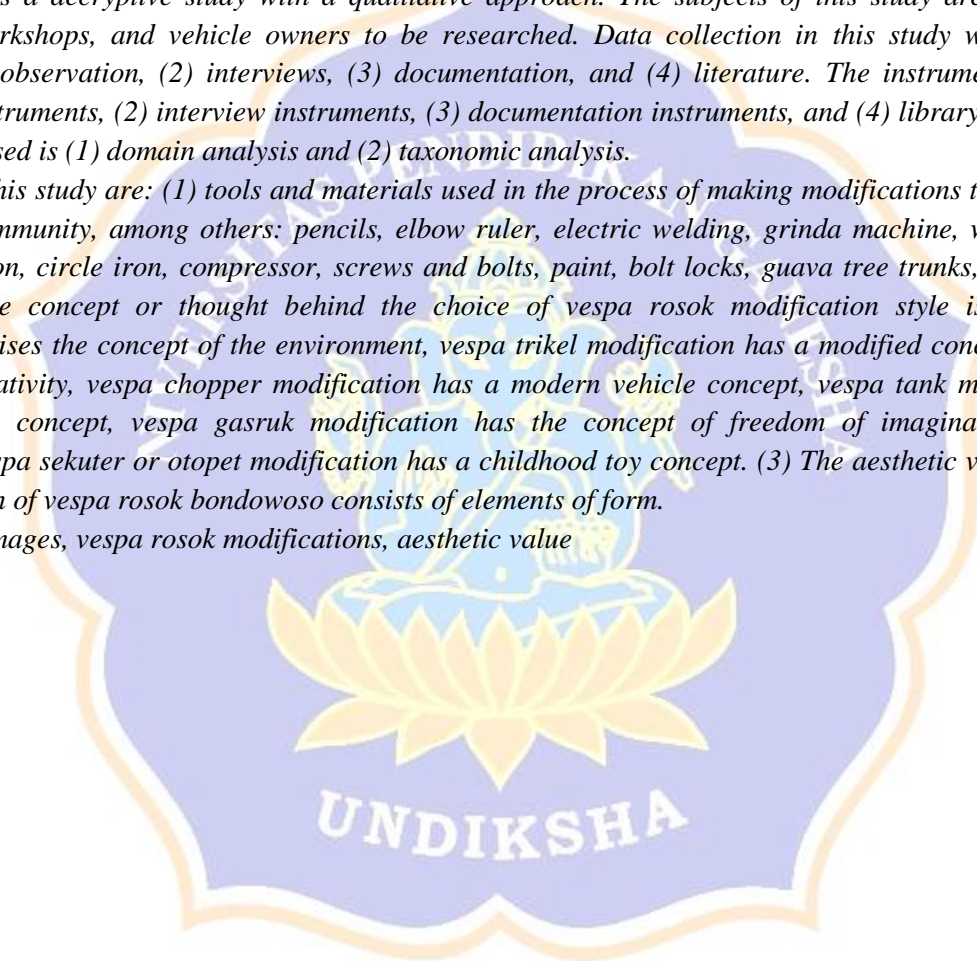 s a decryptive study with a qualitative approach. The subjects of this study are
rkshops, and vehicle owners to be researched. Data collection in this study w
observation, (2) interviews, (3) documentation, and (4) literature. The instrume
truments, (2) interview instruments, (3) documentation instruments, and (4) library
sed is (1) domain analysis and (2) taxonomic analysis.
his study are: (1) tools and materials used in the process of making modifications t
mmunity, among others: pencils, elbow ruler, electric welding, grinda machine, v
on, circle iron, compressor, screws and bolts, paint, bolt locks, guava tree trunks,
e concept or thought behind the choice of vespa rosok modification style is
ises the concept of the environment, vespa trikel modification has a modified conc
ativity, vespa chopper modification has a modern vehicle concept, vespa tank m
concept, vespa gasruk modification has the concept of freedom of imagina
spa sekuter or otopet modification has a childhood toy concept. (3) The aesthetic v
n of vespa rosok bondowoso consists of elements of form.
mages, vespa rosok modifications, aesthetic value
UNIVERSITAS PENDIDIKAN GANESHA
UNDIKSHA